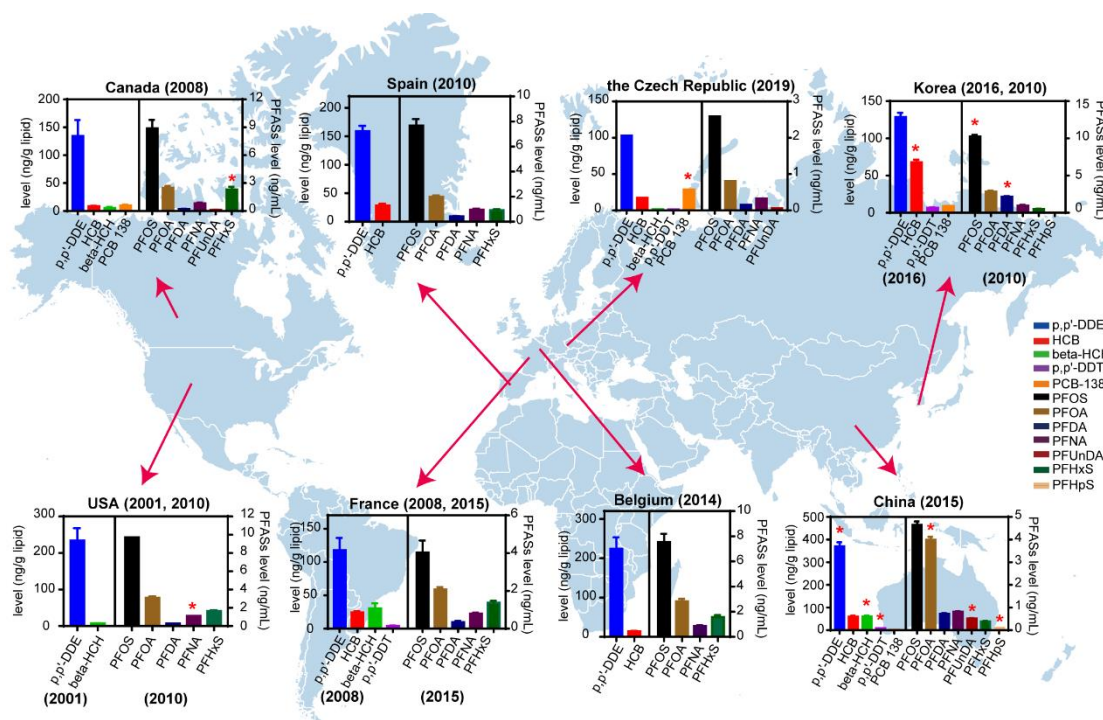 Canada (2008)
level (ng/g lipid)
200
150
100
50
0
12
9
6
3
0
PFASs level (ng/mL)
*
p,p'-DDE
HCB
beta-HCH
PCB 138
PFOS
PFOA
PFDA
PFNA
PFUnDA
PFHxS
Spain (2010)
level (ng/g lipid)
200
150
100
50
0
10
8
6
4
2
0
PFASs level (ng/mL)
p,p'-DDE
HCB
PFOS
PFOA
PFDA
PFNA
PFHxS
the Czech Republic (2019)
level (ng/g lipid)
150
100
50
0
3
2
1
0
PFASs level (ng/mL)
*
p,p'-DDE
HCB
beta-HCH
p,p'-DDT
PCB 138
PFOS
PFOA
PFDA
PFNA
PFUnDA
Korea (2016, 2010)
level (ng/g lipid)
150
100
50
0
15
10
5
0
PFASs level (ng/mL)
*
*
*
p,p'-DDE
HCB
p,p'-DDT
PCB 138
PFOS
PFOA
PFDA
PFNA
PFHxS
PFHpS
(2016)
(2010)
p,p'-DDE
HCB
beta-HCH
p,p'-DDT
PCB-138
PFOS
PFOA
PFDA
PFNA
PFUnDA
PFHxS
PFHpS
USA (2001, 2010)
level (ng/g lipid)
300
200
100
0
12
10
8
6
4
2
0
PFASs level (ng/mL)
*
p,p'-DDE
beta-HCH
PFOS
PFOA
PFDA
PFNA
PFHxS
(2001)
(2010)
France (2008, 2015)
level (ng/g lipid)
150
100
50
0
6
4
2
0
PFASs level (ng/mL)
p,p'-DDE
HCB
beta-HCH
p,p'-DDT
PFOS
PFOA
PFDA
PFNA
PFHxS
(2008)
(2015)
Belgium (2014)
level (ng/g lipid)
300
200
100
0
10
8
6
4
2
0
PFASs level (ng/mL)
p,p'-DDE
HCB
PFOS
PFOA
PFNA
PFHxS
China (2015)
level (ng/g lipid)
500
400
300
200
100
0
5
4
3
2
1
0
PFASs level (ng/mL)
*
*
*
*
*
*
p,p'-DDE
HCB
beta-HCH
p,p'-DDT
PCB 138
PFOS
PFOA
PFDA
PFNA
PFUnDA
PFHxS
PFHpS